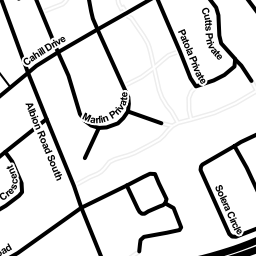 Cahill Drive
Patola Private
Cutts Private
Marlin Private
Albion Road South
Crescent
Solera Circle
oad